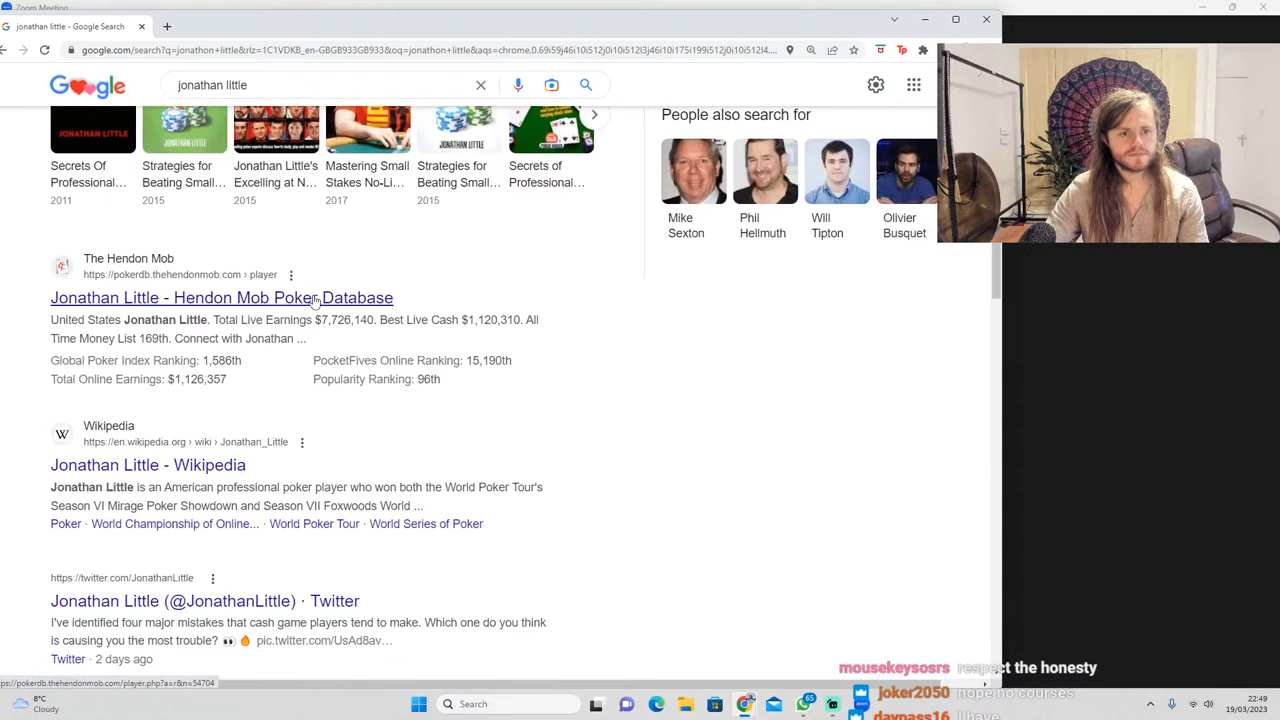 Zoom Meeting
jonathan little - Google Search
google.com/search?q=jonathon+little&riz=1C1VDKB_en-GBGB933GB933&oq=jonathon+little&aqs=chrome.0.69i59j46i10i512j0i10i512l3j46i10i175i199i512j0i10i512l4....
Google
jonathan little
JONATHAN LITTLE
Secrets Of Professional... 2011
Strategies for Beating Small... 2015
Jonathan Little's Excelling at N... 2015
Mastering Small Stakes No-Li... 2017
Strategies for Beating Small... 2015
Secrets of Professional...
People also search for
Mike Sexton
Phil Hellmuth
Will Tipton
Olivier Busquet
The Hendon Mob
https://pokerdb.thehendonmob.com › player
Jonathan Little - Hendon Mob Poker Database
United States Jonathan Little. Total Live Earnings $7,726,140. Best Live Cash $1,120,310. All
Time Money List 169th. Connect with Jonathan ...
Global Poker Index Ranking: 1,586th
PocketFives Online Ranking: 15,190th
Total Online Earnings: $1,126,357
Popularity Ranking: 96th
Wikipedia
https://en.wikipedia.org › wiki › Jonathan_Little
Jonathan Little - Wikipedia
Jonathan Little is an American professional poker player who won both the World Poker Tour's
Season VI Mirage Poker Showdown and Season VII Foxwoods World ...
Poker · World Championship of Online... · World Poker Tour · World Series of Poker
https://twitter.com/JonathanLittle
Jonathan Little (@JonathanLittle) · Twitter
I've identified four major mistakes that cash game players tend to make. Which one do you think
is causing you the most trouble? 👀 🔥 pic.twitter.com/UsAd8av...
Twitter · 2 days ago
mousekeysosrs respect the honesty
joker2050 nope no courses
daypass16 I have
ps://pokerdb.thehendonmob.com/player.php?a=r&n=54704
8°C
Cloudy
Search
65
22:49
19/03/2023